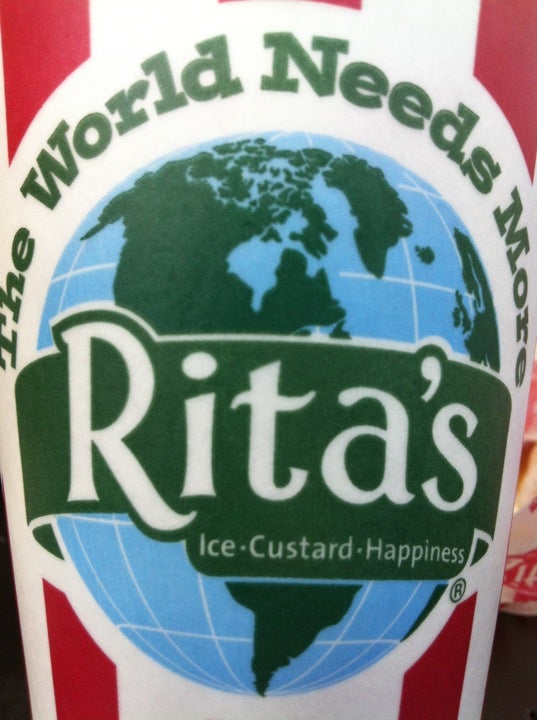 The World Needs More
Rita's
Ice·Custard·Happiness
®